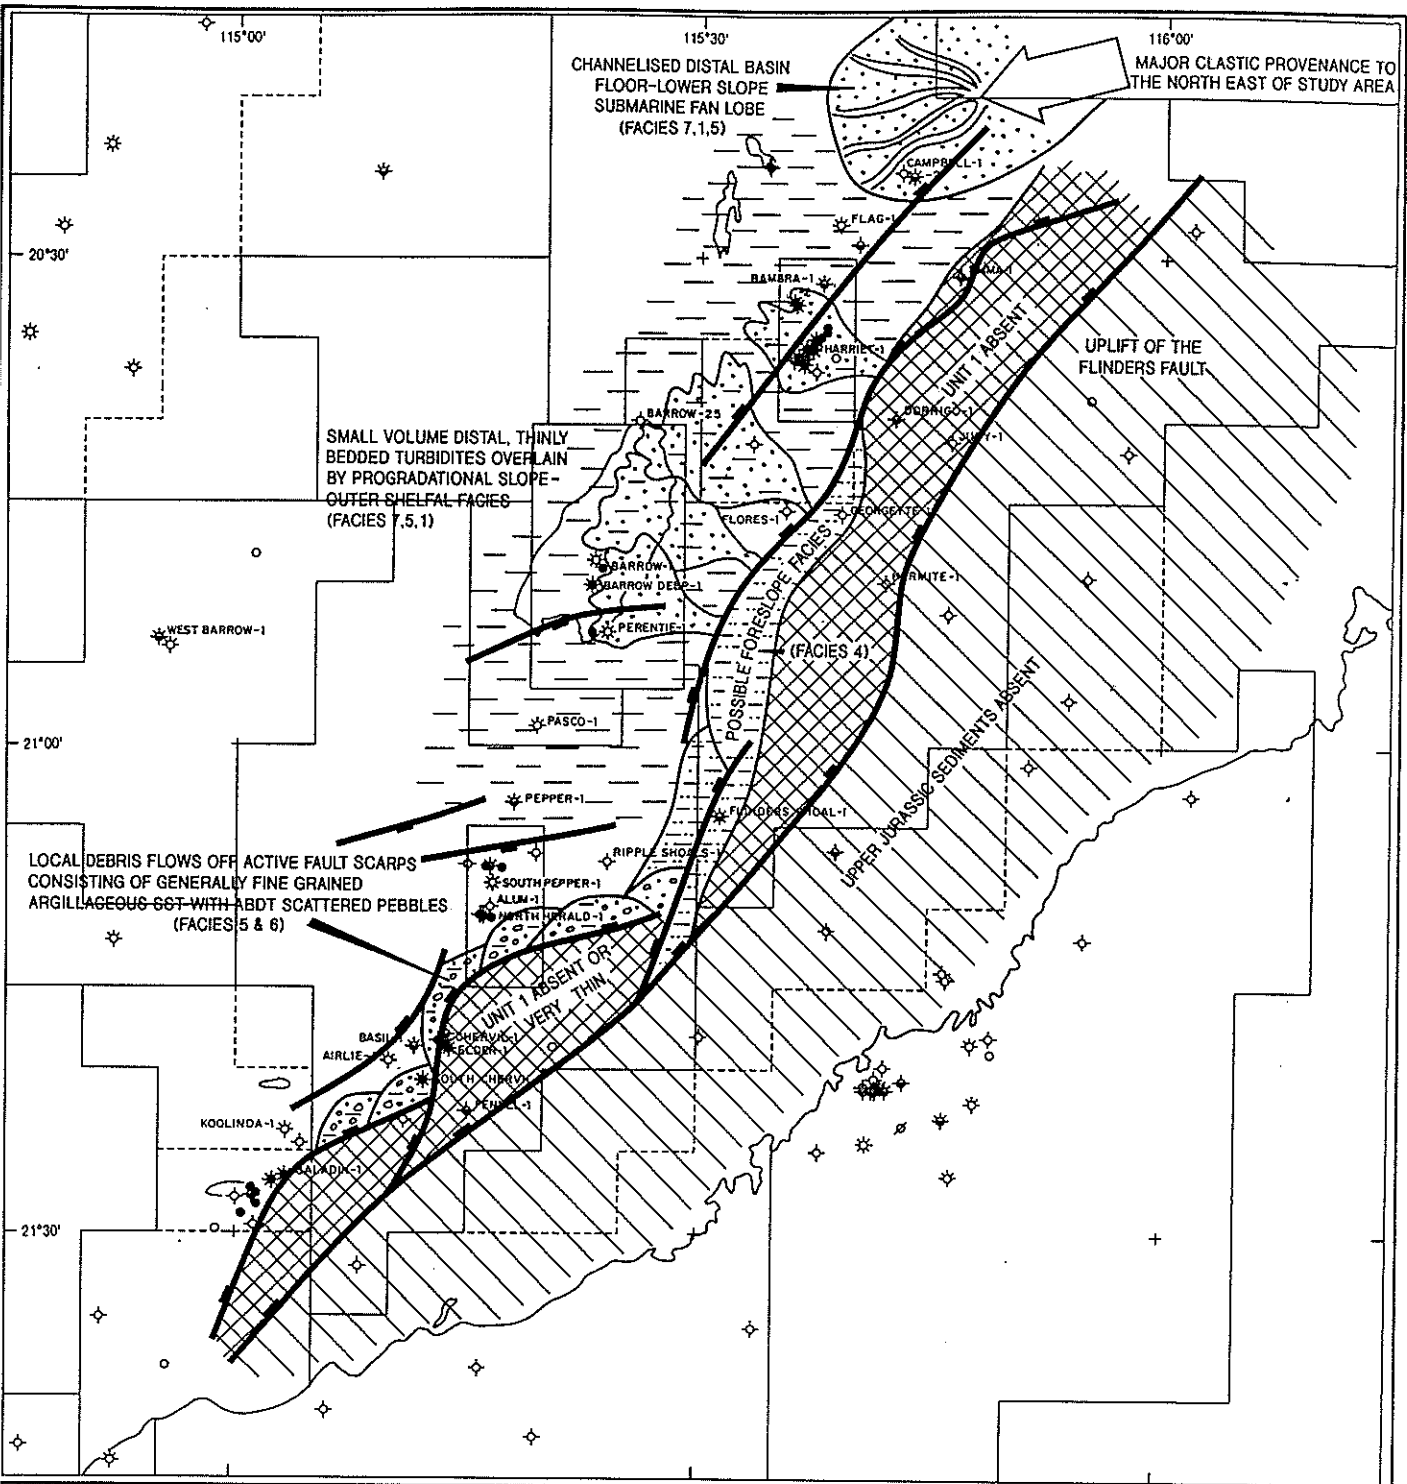 115°00'
115°30'
116°00'
CHANNELISED DISTAL BASIN
FLOOR-LOWER SLOPE
SUBMARINE FAN LOBE
(FACIES 7,1,5)
MAJOR CLASTIC PROVENANCE TO
THE NORTH EAST OF STUDY AREA
CAMPBELL-1
FLAG-1
20°30'
BAMBRA-1
HARRIET-1
UNIT 1 ABSENT
UPLIFT OF THE
FLINDERS FAULT
BARROW-25
DORRIGO-1
SMALL VOLUME DISTAL, THINLY
BEDDED TURBIDITES OVERLAIN
BY PROGRADATIONAL SLOPE-
OUTER SHELFAL FACIES
(FACIES 7,5,1)
FLORES-1
GEORGETTE-1
POSSIBLE FORESLOPE FACIES
BARROW-1
BARROW DEEP-1
PERENTIE-1
WEST BARROW-1
(FACIES 4)
PASCO-1
21°00'
UPPER JURASSIC SEDIMENTS ABSENT
PEPPER-1
FLINDERS SHOAL-1
RIPPLE SHOALS-1
LOCAL DEBRIS FLOWS OFF ACTIVE FAULT SCARPS
CONSISTING OF GENERALLY FINE GRAINED
ARGILLAGEOUS SST WITH ABDT SCATTERED PEBBLES
(FACIES 5 & 6)
SOUTH PEPPER-1
ALUM-1
NORTH HERALD-1
UNIT 1 ABSENT OR
VERY THIN
BASIL
CHERVIL-1
ELDER-1
AIRLIE-
SOUTH CHERV
FENNEL-1
KOOLINDA-1
SALADIN-1
21°30'